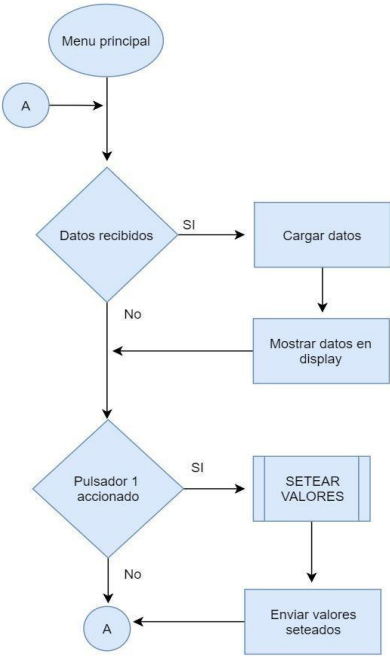 Menu principal
A
Datos recibidos
SI
Cargar datos
No
Mostrar datos en
display
Pulsador 1
accionado
SI
SETEAR
VALORES
No
A
Enviar valores
seteados